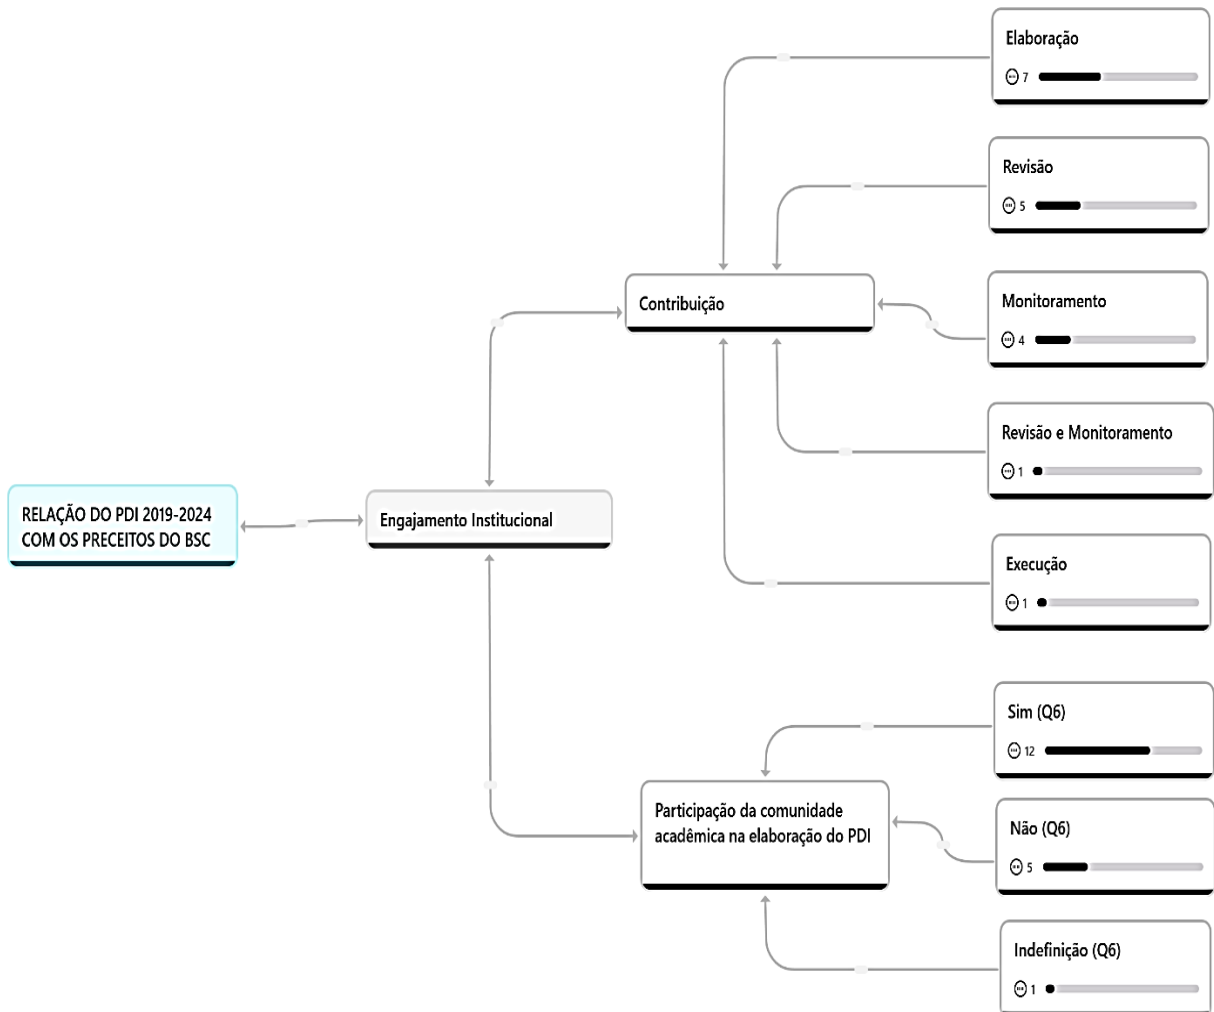 Elaboração
7
Revisão
5
Contribuição
Monitoramento
4
Revisão e Monitoramento
1
RELAÇÃO DO PDI 2019-2024
COM OS PRECEITOS DO BSC
Engajamento Institucional
Execução
1
Sim (Q6)
12
Participação da comunidade
acadêmica na elaboração do PDI
Não (Q6)
5
Indefinição (Q6)
1